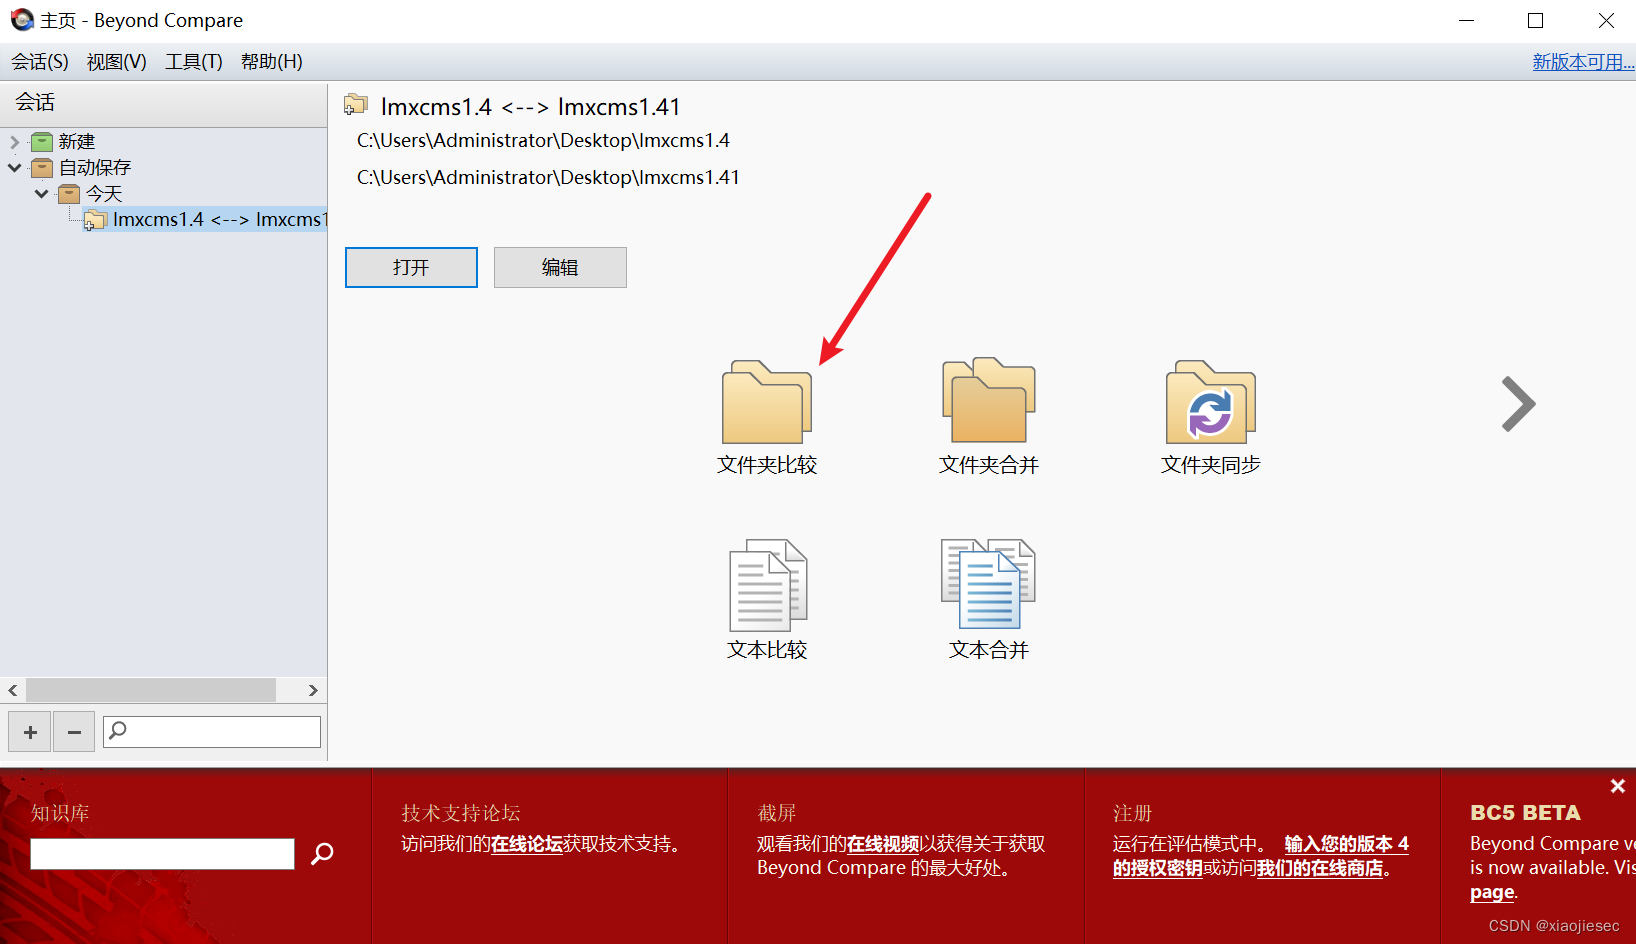 主页 - Beyond Compare
会话(S) 视图(V) 工具(T) 帮助(H)
新版本可用...
会话
新建
自动保存
今天
lmxcms1.4 <--> lmxcms1
lmxcms1.4 <--> lmxcms1.41
C:\Users\Administrator\Desktop\lmxcms1.4
C:\Users\Administrator\Desktop\lmxcms1.41
打开 编辑
文件夹比较 文件夹合并 文件夹同步
文本比较 文本合并
知识库
技术支持论坛
访问我们的在线论坛获取技术支持。
截屏
观看我们的在线视频以获得关于获取
Beyond Compare 的最大好处。
注册
运行在评估模式中。 输入您的版本 4
的授权密钥或访问我们的在线商店。
BC5 BETA
Beyond Compare ve
is now available. Vis
page.
CSDN @xiaojiesec